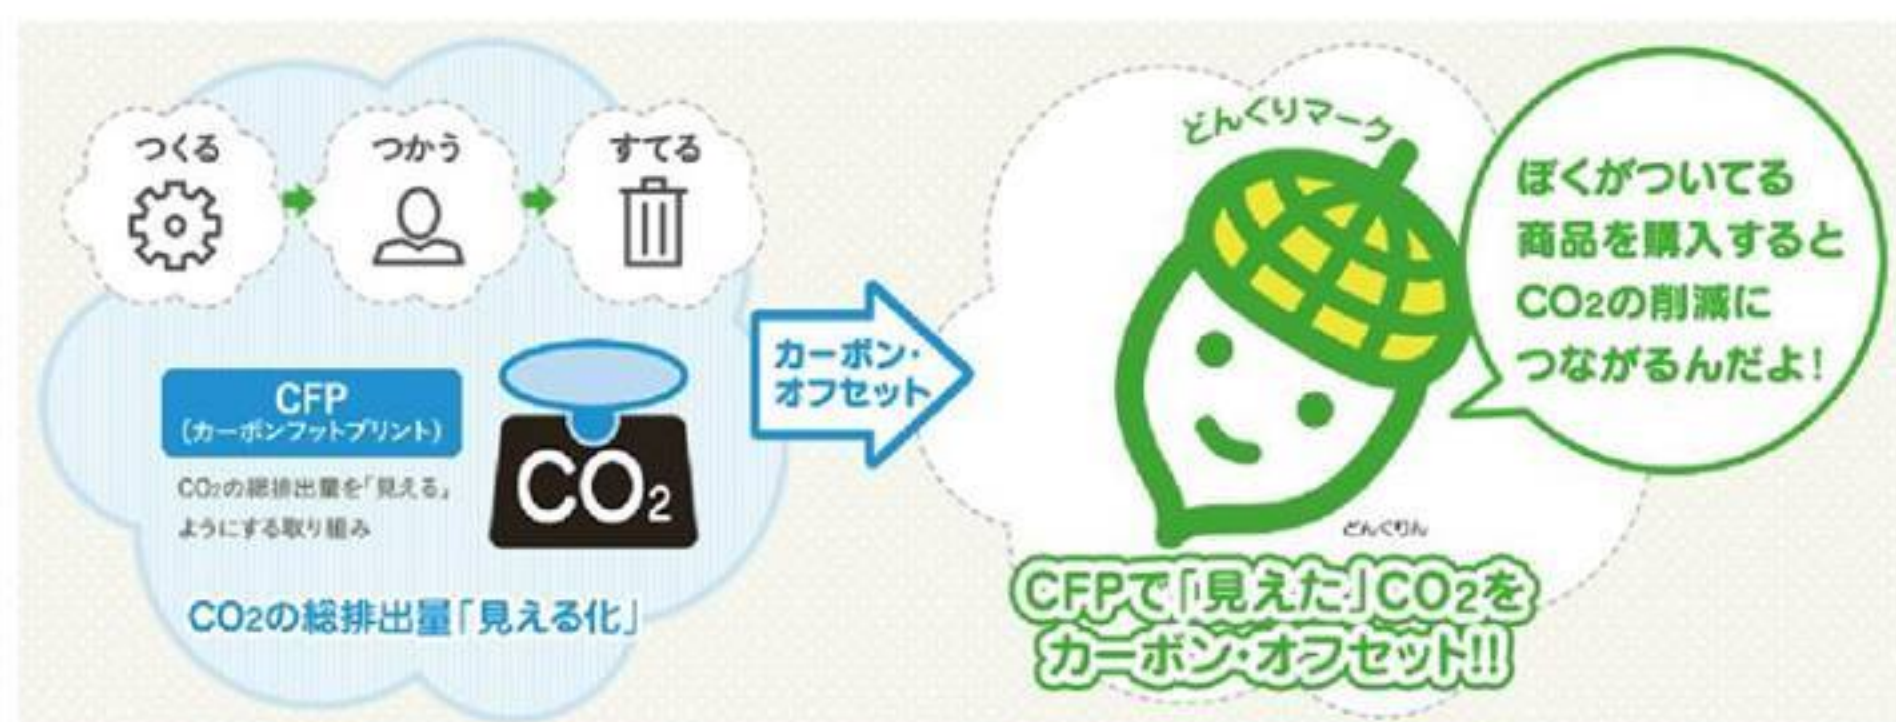 つくる
つかう
すてる
CFP
(カーボンフットプリント)
CO2の総排出量を「見える」
ようにする取り組み
CO2
CO2の総排出量「見える化」
カーボン・
オフセット
どんぐりマーク
ぼくがついてる
商品を購入すると
CO2の削減に
つながるんだよ!
どんぐりん
CFPで「見えた」CO2を
カーボン・オフセット!!